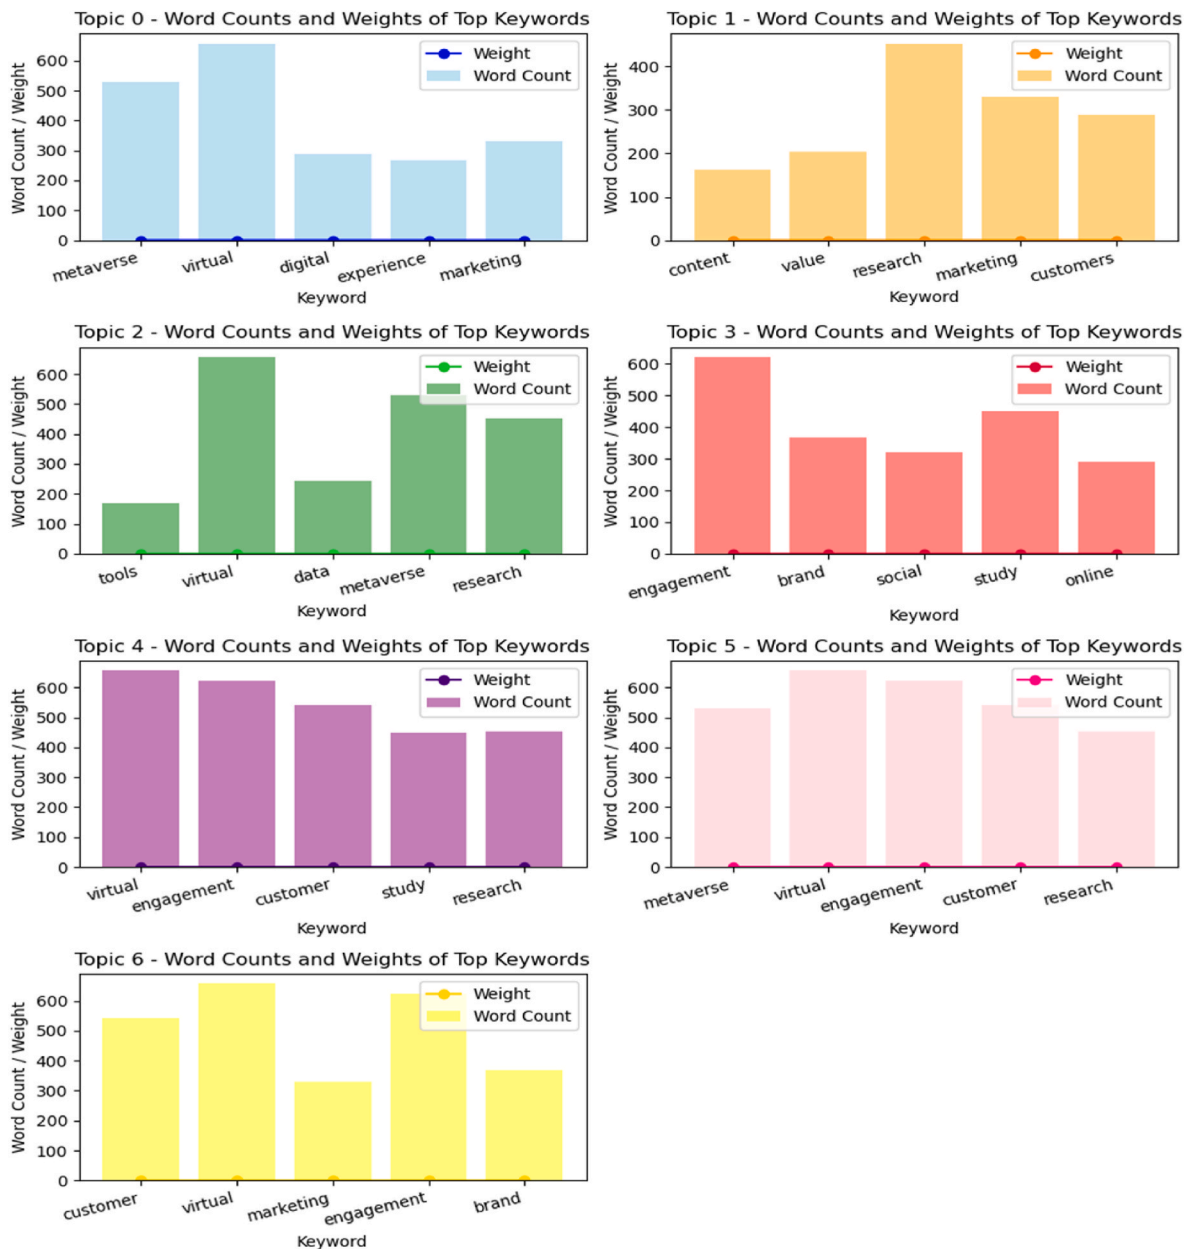 Topic 0 - Word Counts and Weights of Top Keywords
Word Count / Weight
600
500
400
300
200
100
0
Weight
Word Count
metaverse virtual digital experience marketing
Keyword
Topic 1 - Word Counts and Weights of Top Keywords
Word Count / Weight
400
300
200
100
0
Weight
Word Count
content value research marketing customers
Keyword
Topic 2 - Word Counts and Weights of Top Keywords
Word Count / Weight
600
500
400
300
200
100
0
Weight
Word Count
tools virtual data metaverse research
Keyword
Topic 3 - Word Counts and Weights of Top Keywords
Word Count / Weight
600
500
400
300
200
100
0
Weight
Word Count
engagement brand social study online
Keyword
Topic 4 - Word Counts and Weights of Top Keywords
Word Count / Weight
600
500
400
300
200
100
0
Weight
Word Count
virtual engagement customer study research
Keyword
Topic 5 - Word Counts and Weights of Top Keywords
Word Count / Weight
600
500
400
300
200
100
0
Weight
Word Count
metaverse virtual engagement customer research
Keyword
Topic 6 - Word Counts and Weights of Top Keywords
Word Count / Weight
600
500
400
300
200
100
0
Weight
Word Count
customer virtual marketing engagement brand
Keyword